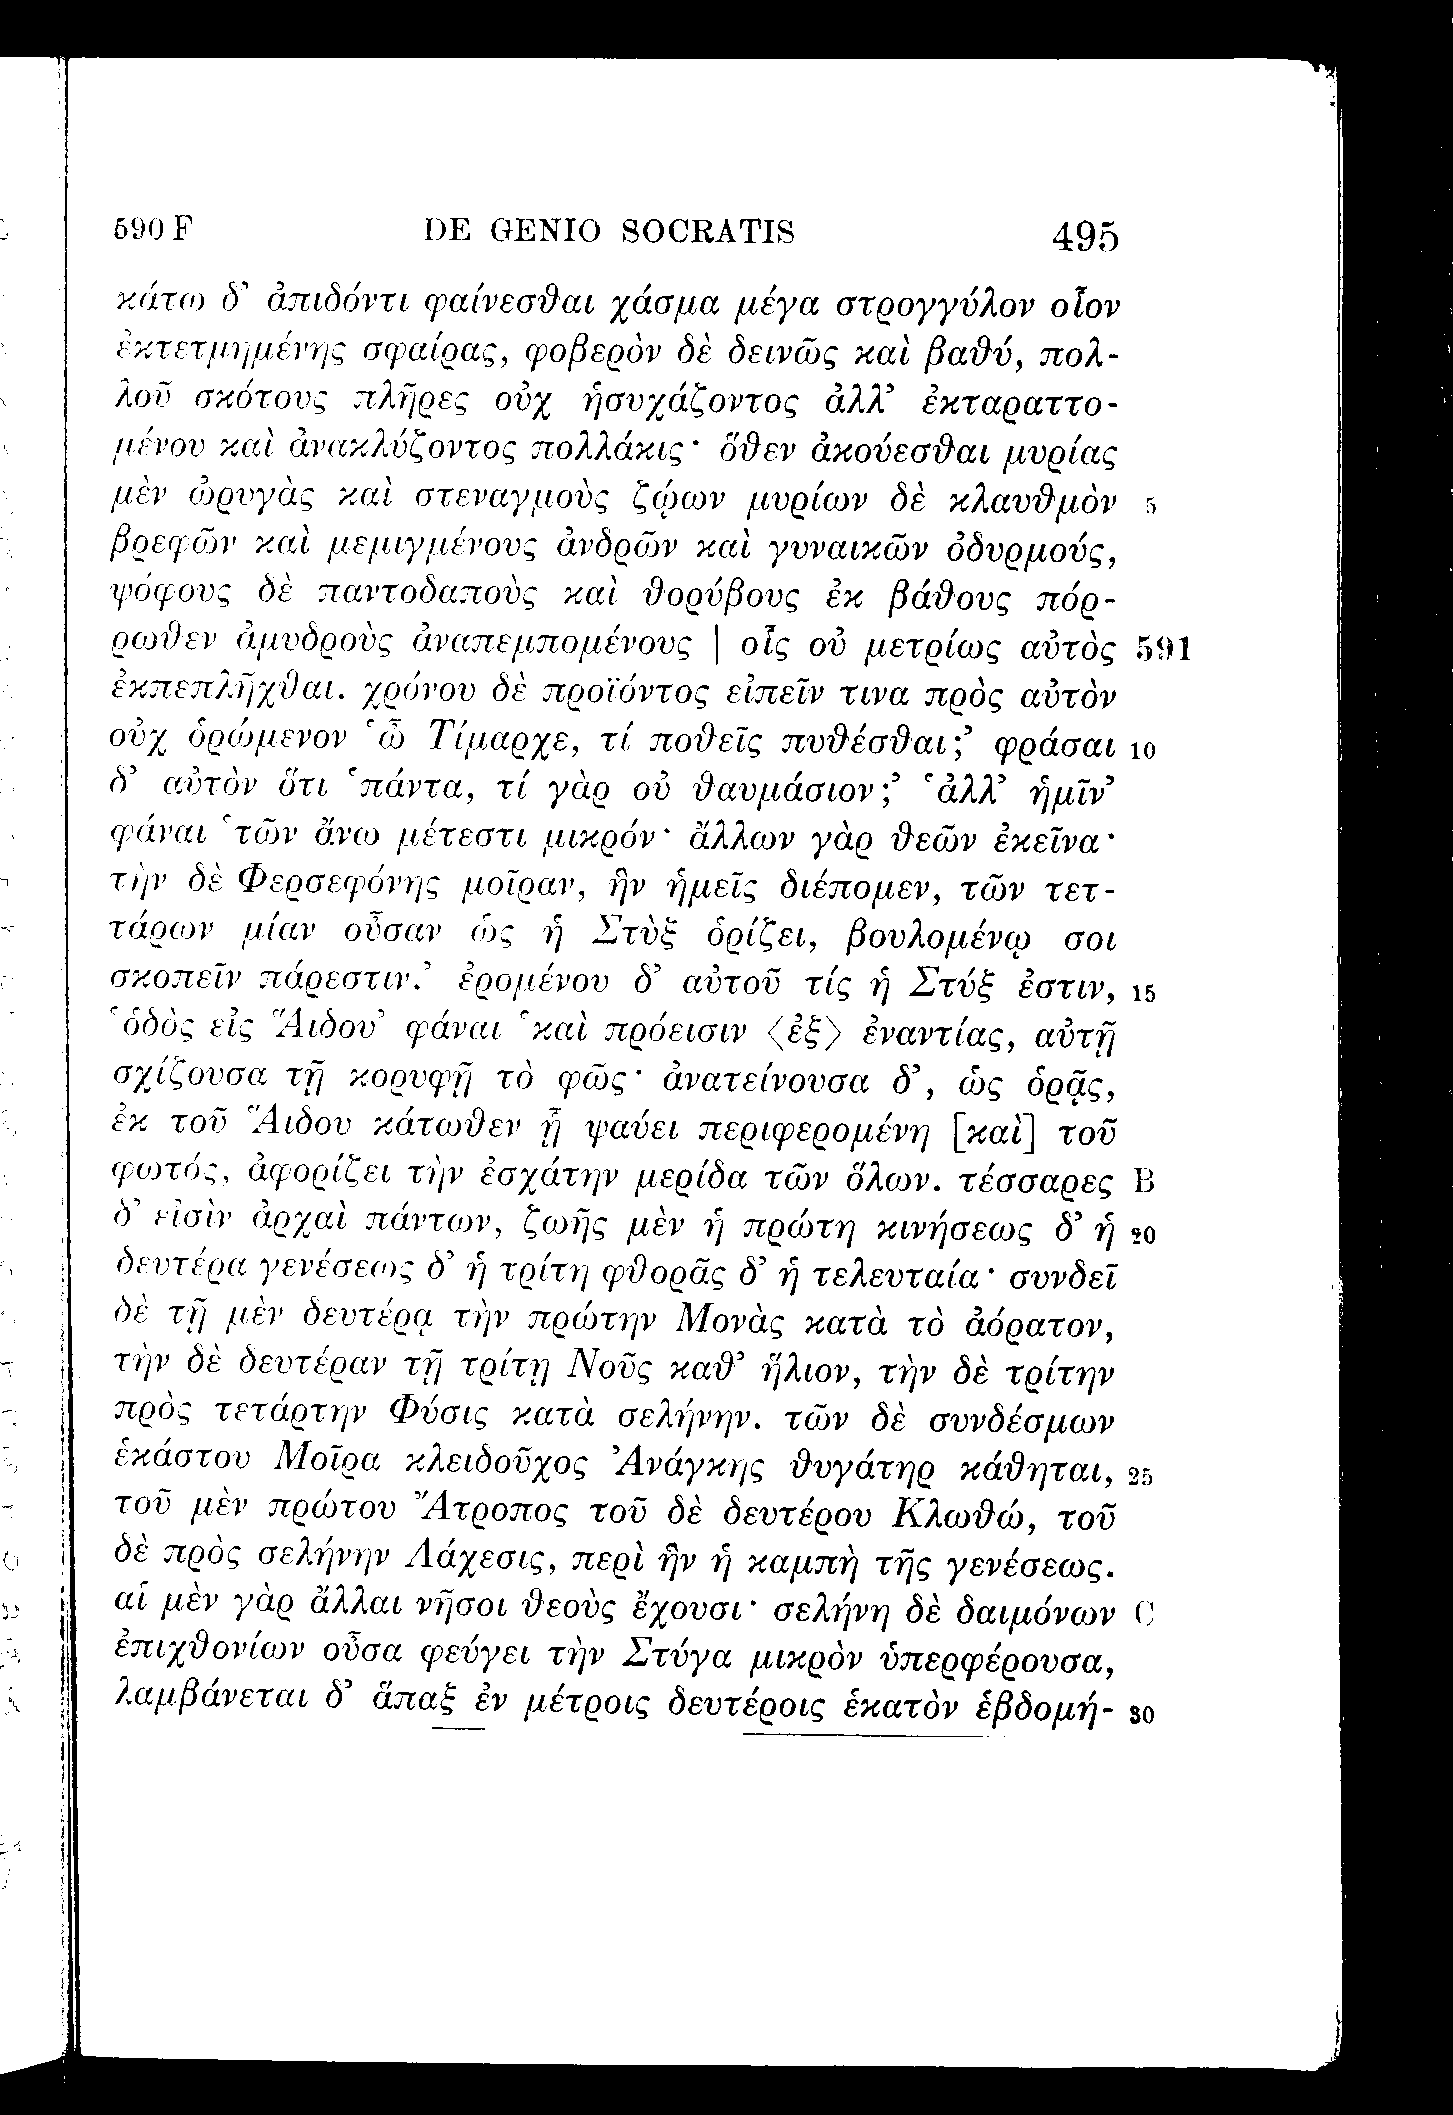 590 F DE GENIO SOCRATIS 495
κάτω δ’ ἀπιδόντι φαίνεσθαι χάσμα μέγα στρογγύλον οἷον
ἐκτετμημένης σφαίρας, φοβερὸν δὲ δεινῶς καὶ βαθύ, πολ-
λοῦ σκότους πλῆρες οὐχ ἡσυχάζοντος ἀλλ’ ἐκταραττο-
μένου καὶ ἀνακλύζοντος πολλάκις· ὅθεν ἀκούεσθαι μυρίας
μὲν ὠρυγὰς καὶ στεναγμοὺς ζῴων μυρίων δὲ κλαυθμὸν 5
βρεφῶν καὶ μεμιγμένους ἀνδρῶν καὶ γυναικῶν ὀδυρμούς,
ψόφους δὲ παντοδαποὺς καὶ θορύβους ἐκ βάθους πόρ-
ρωθεν ἀμυδροὺς ἀναπεμπομένους | οἷς οὐ μετρίως αὐτὸς 591
ἐκπεπλῆχθαι. χρόνου δὲ προϊόντος εἰπεῖν τινα πρὸς αὐτὸν
οὐχ ὁρώμενον ‘ὦ Τίμαρχε, τί ποθεῖς πυθέσθαι;’ φράσαι 10
δ’ αὐτὸν ὅτι ‘πάντα, τί γὰρ οὐ θαυμάσιον;’ ‘ἀλλ’ ἡμῖν’
φάναι ‘τῶν ἄνω μέτεστι μικρόν· ἄλλων γὰρ θεῶν ἐκεῖνα·
τὴν δὲ Φερσεφόνης μοῖραν, ἣν ἡμεῖς διέπομεν, τῶν τετ-
τάρων μίαν οὖσαν ὡς ἡ Στὺξ ὁρίζει, βουλομένῳ σοι
σκοπεῖν πάρεστιν.’ ἐρομένου δ’ αὐτοῦ τίς ἡ Στύξ ἐστιν, 15
‘ὁδὸς εἰς Ἅιδου’ φάναι ‘καὶ πρόεισιν ⟨ἐξ⟩ ἐναντίας, αὐτῇ
σχίζουσα τῇ κορυφῇ τὸ φῶς· ἀνατείνουσα δ’, ὡς ὁρᾷς,
ἐκ τοῦ Ἅιδου κάτωθεν ᾗ ψαύει περιφερομένη [καὶ] τοῦ
φωτός, ἀφορίζει τὴν ἐσχάτην μερίδα τῶν ὅλων. τέσσαρες B
δ’ εἰσὶν ἀρχαὶ πάντων, ζωῆς μὲν ἡ πρώτη κινήσεως δ’ ἡ 20
δευτέρα γενέσεως δ’ ἡ τρίτη φθορᾶς δ’ ἡ τελευταία· συνδεῖ
δὲ τῇ μὲν δευτέρᾳ τὴν πρώτην Μονὰς κατὰ τὸ ἀόρατον,
τὴν δὲ δευτέραν τῇ τρίτῃ Νοῦς καθ’ ἥλιον, τὴν δὲ τρίτην
πρὸς τετάρτην Φύσις κατὰ σελήνην. τῶν δὲ συνδέσμων
ἑκάστου Μοῖρα κλειδοῦχος Ἀνάγκης θυγάτηρ κάθηται, 25
τοῦ μὲν πρώτου Ἄτροπος τοῦ δὲ δευτέρου Κλωθώ, τοῦ
δὲ πρὸς σελήνην Λάχεσις, περὶ ἣν ἡ καμπὴ τῆς γενέσεως.
αἱ μὲν γὰρ ἄλλαι νῆσοι θεοὺς ἔχουσι· σελήνη δὲ δαιμόνων C
ἐπιχθονίων οὖσα φεύγει τὴν Στύγα μικρὸν ὑπερφέρουσα,
λαμβάνεται δ’ ἅπαξ ἐν μέτροις δευτέροις ἑκατὸν ἑβδομή- 30